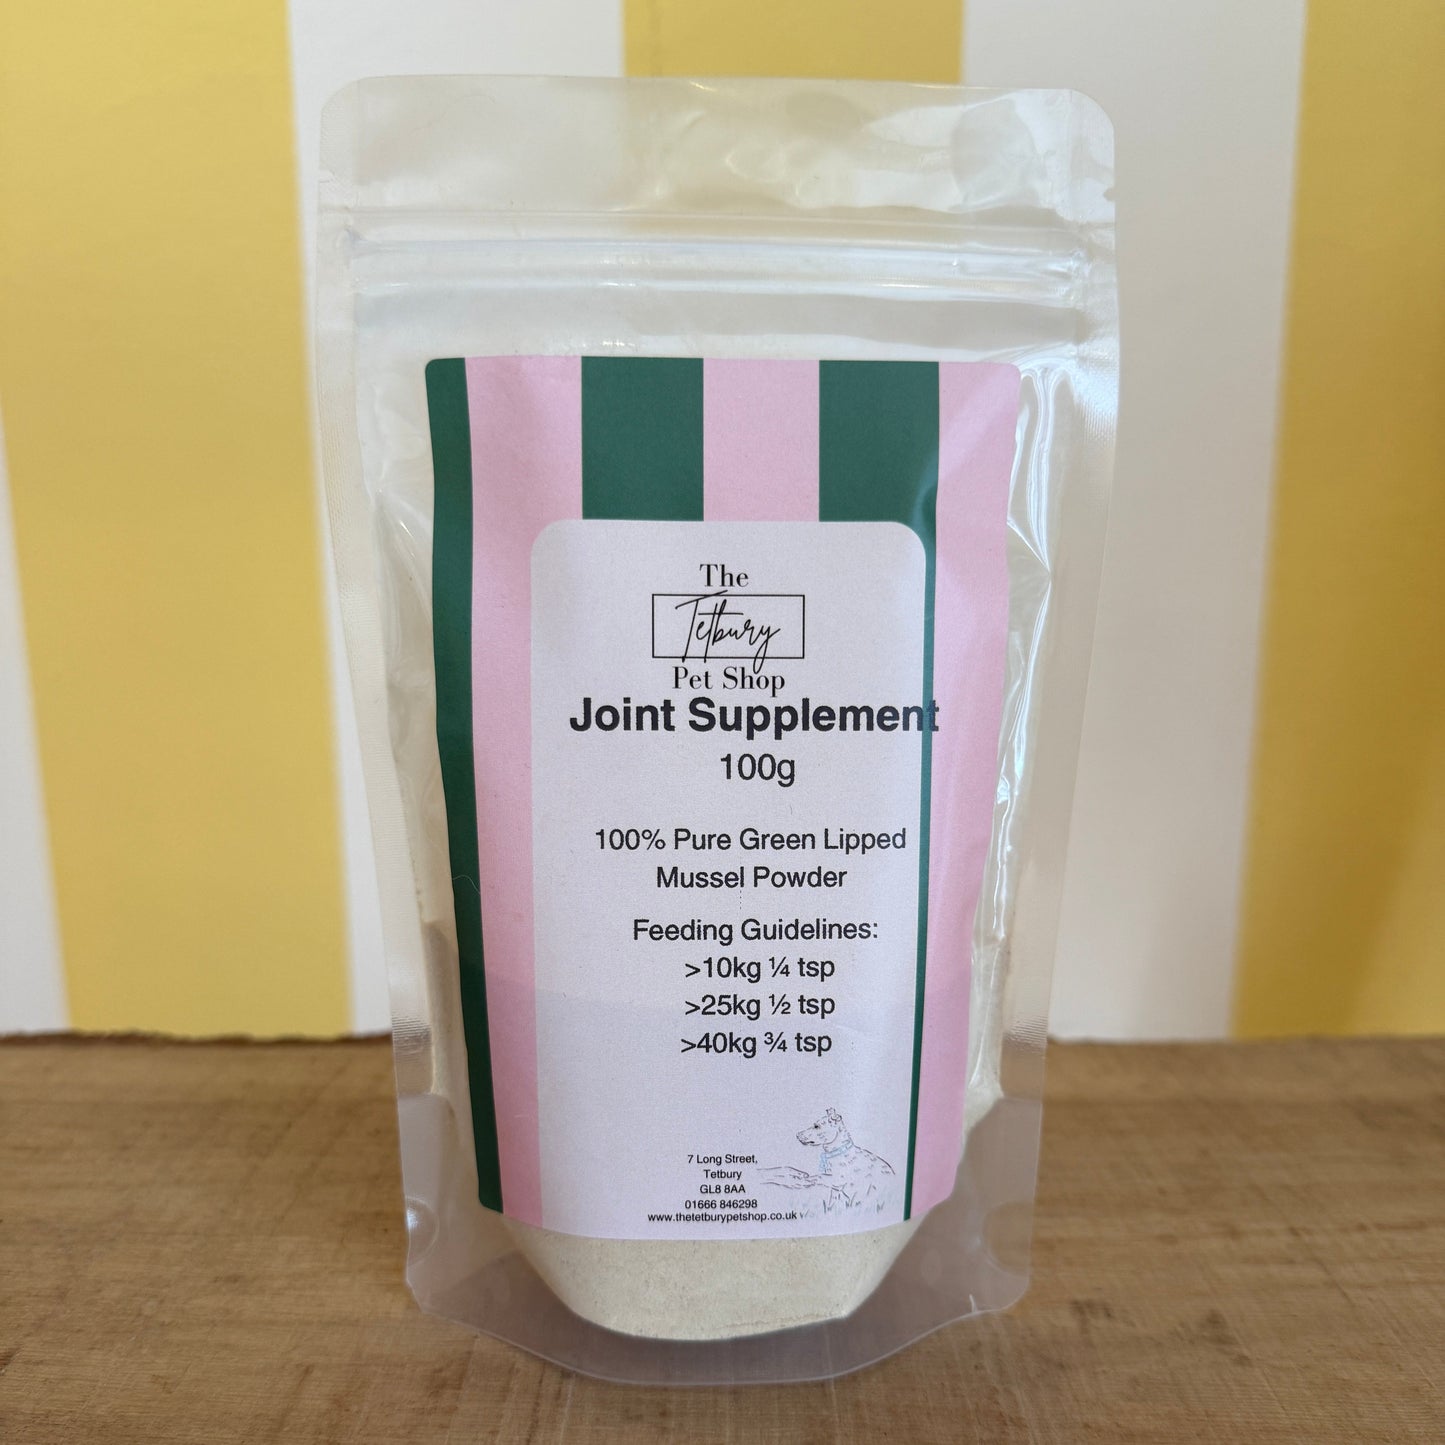 The
Tetbury
Pet Shop
Joint Supplement
100g
100% Pure Green Lipped
Mussel Powder
Feeding Guidelines:
>10kg ¼ tsp
>25kg ½ tsp
>40kg ¾ tsp
7 Long Street,
Tetbury
GL8 8AA
01666 846298
www.thetetburypetshop.co.uk